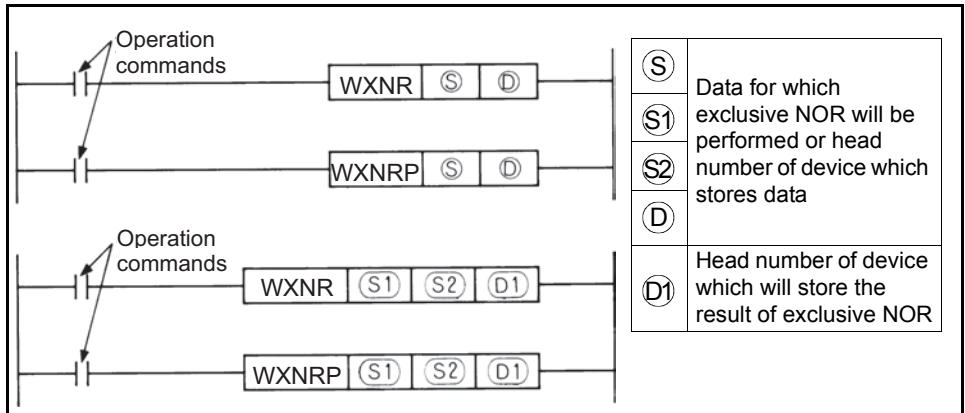 Operation
commands
WXNR Ⓢ Ⓓ
WXNRP Ⓢ Ⓓ
Operation
commands
WXNR S1 S2 D1
WXNRP S1 S2 D1
Ⓢ
S1
S2
Ⓓ
Data for which
exclusive NOR will be
performed or head
number of device which
stores data
D1
Head number of device
which will store the
result of exclusive NOR